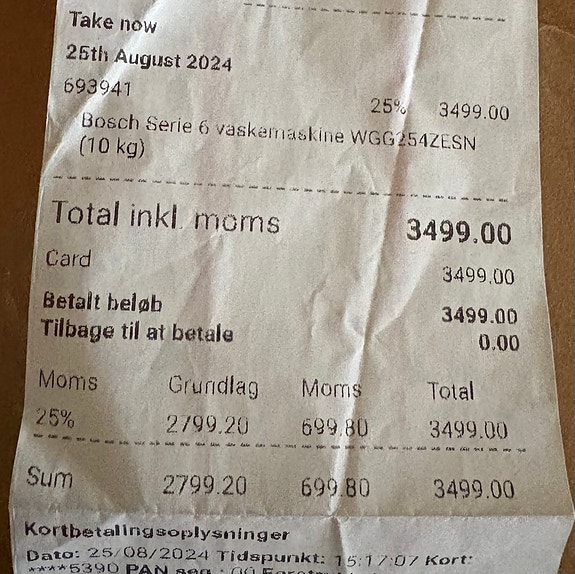 Take now
25th August 2024
693941
25% 3499.00
Bosch Serie 6 vaskemaskine WGG254ZESN
(10 kg)
Total inkl. moms 3499.00
Card 3499.00
Betalt beløb 3499.00
Tilbage til at betale 0.00
Moms Grundlag Moms Total
25% 2799.20 699.80 3499.00
Sum 2799.20 699.80 3499.00
Kortbetalingsoplysninger
Dato: 25/08/2024 Tidspunkt: 15:17:07 Kort:
****5390 PAN seq.: 00